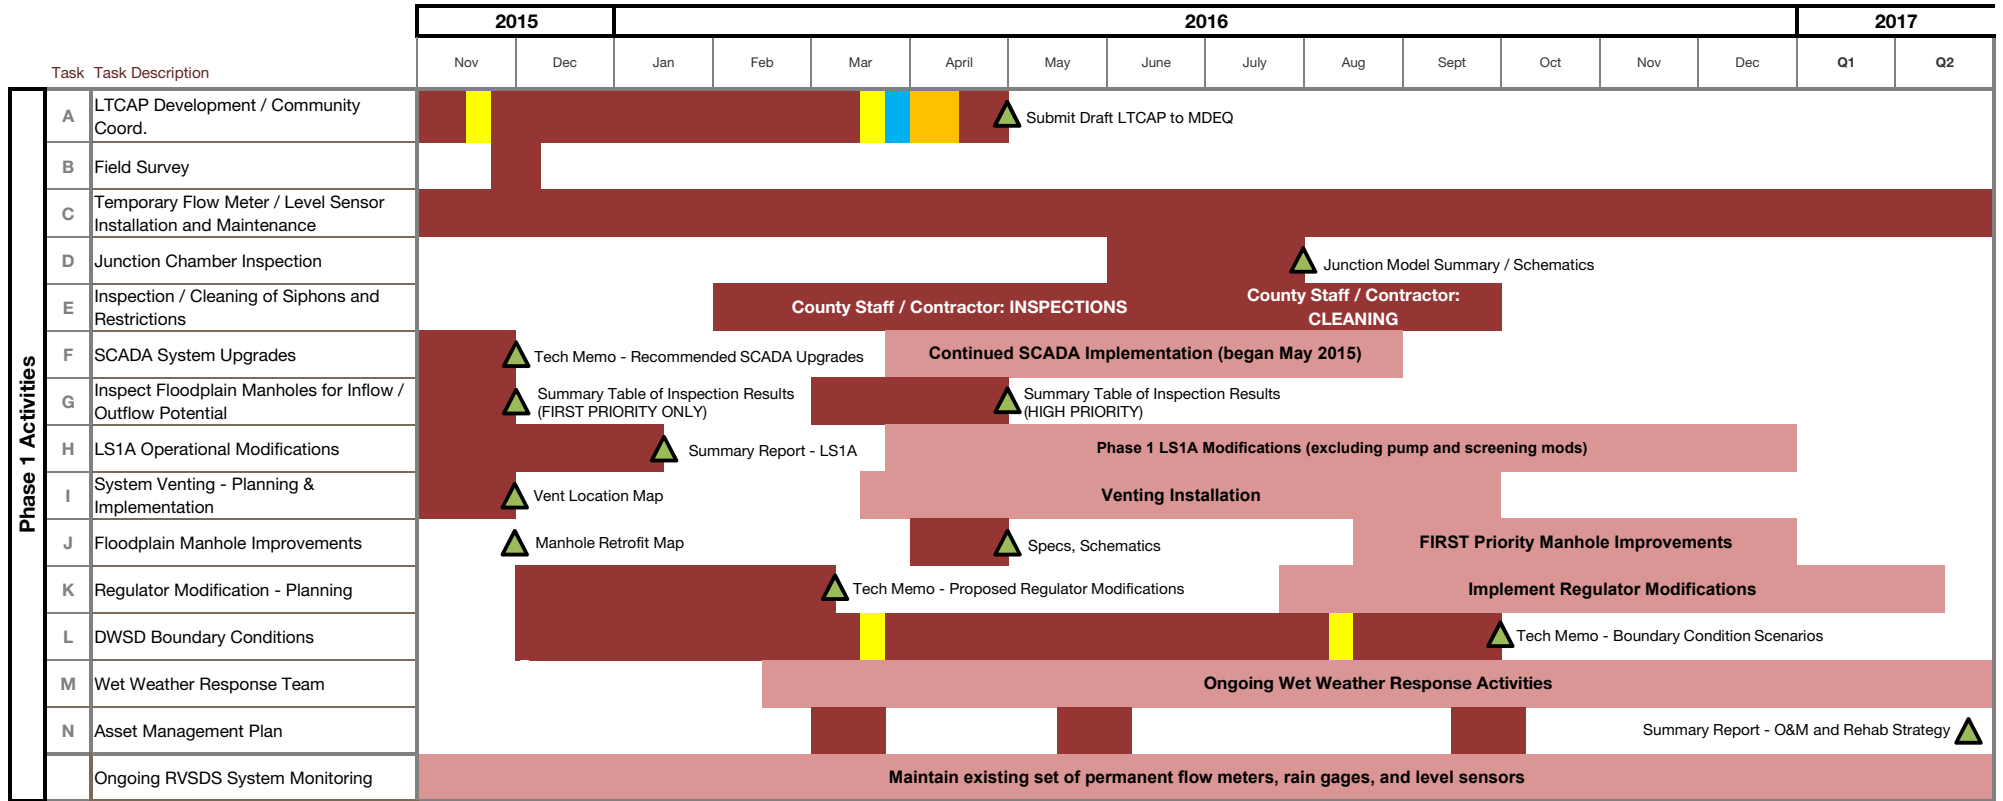 2015 2016 2017
Task Task Description Nov Dec Jan Feb Mar April May June July Aug Sept Oct Nov Dec Q1 Q2
Phase 1 Activities
A LTCAP Development / Community
Coord.
Submit Draft LTCAP to MDEQ
B Field Survey
C Temporary Flow Meter / Level Sensor
Installation and Maintenance
D Junction Chamber Inspection Junction Model Summary / Schematics
E Inspection / Cleaning of Siphons and
Restrictions
County Staff / Contractor: INSPECTIONS
County Staff / Contractor:
CLEANING
F SCADA System Upgrades Tech Memo - Recommended SCADA Upgrades Continued SCADA Implementation (began May 2015)
G Inspect Floodplain Manholes for Inflow /
Outflow Potential
Summary Table of Inspection Results
(FIRST PRIORITY ONLY)
Summary Table of Inspection Results
(HIGH PRIORITY)
H LS1A Operational Modifications Summary Report - LS1A Phase 1 LS1A Modifications (excluding pump and screening mods)
I System Venting - Planning &
Implementation
Vent Location Map Venting Installation
J Floodplain Manhole Improvements Manhole Retrofit Map Specs, Schematics FIRST Priority Manhole Improvements
K Regulator Modification - Planning Tech Memo - Proposed Regulator Modifications Implement Regulator Modifications
L DWSD Boundary Conditions Tech Memo - Boundary Condition Scenarios
M Wet Weather Response Team Ongoing Wet Weather Response Activities
N Asset Management Plan Summary Report - O&M and Rehab Strategy
Ongoing RVSDS System Monitoring Maintain existing set of permanent flow meters, rain gages, and level sensors